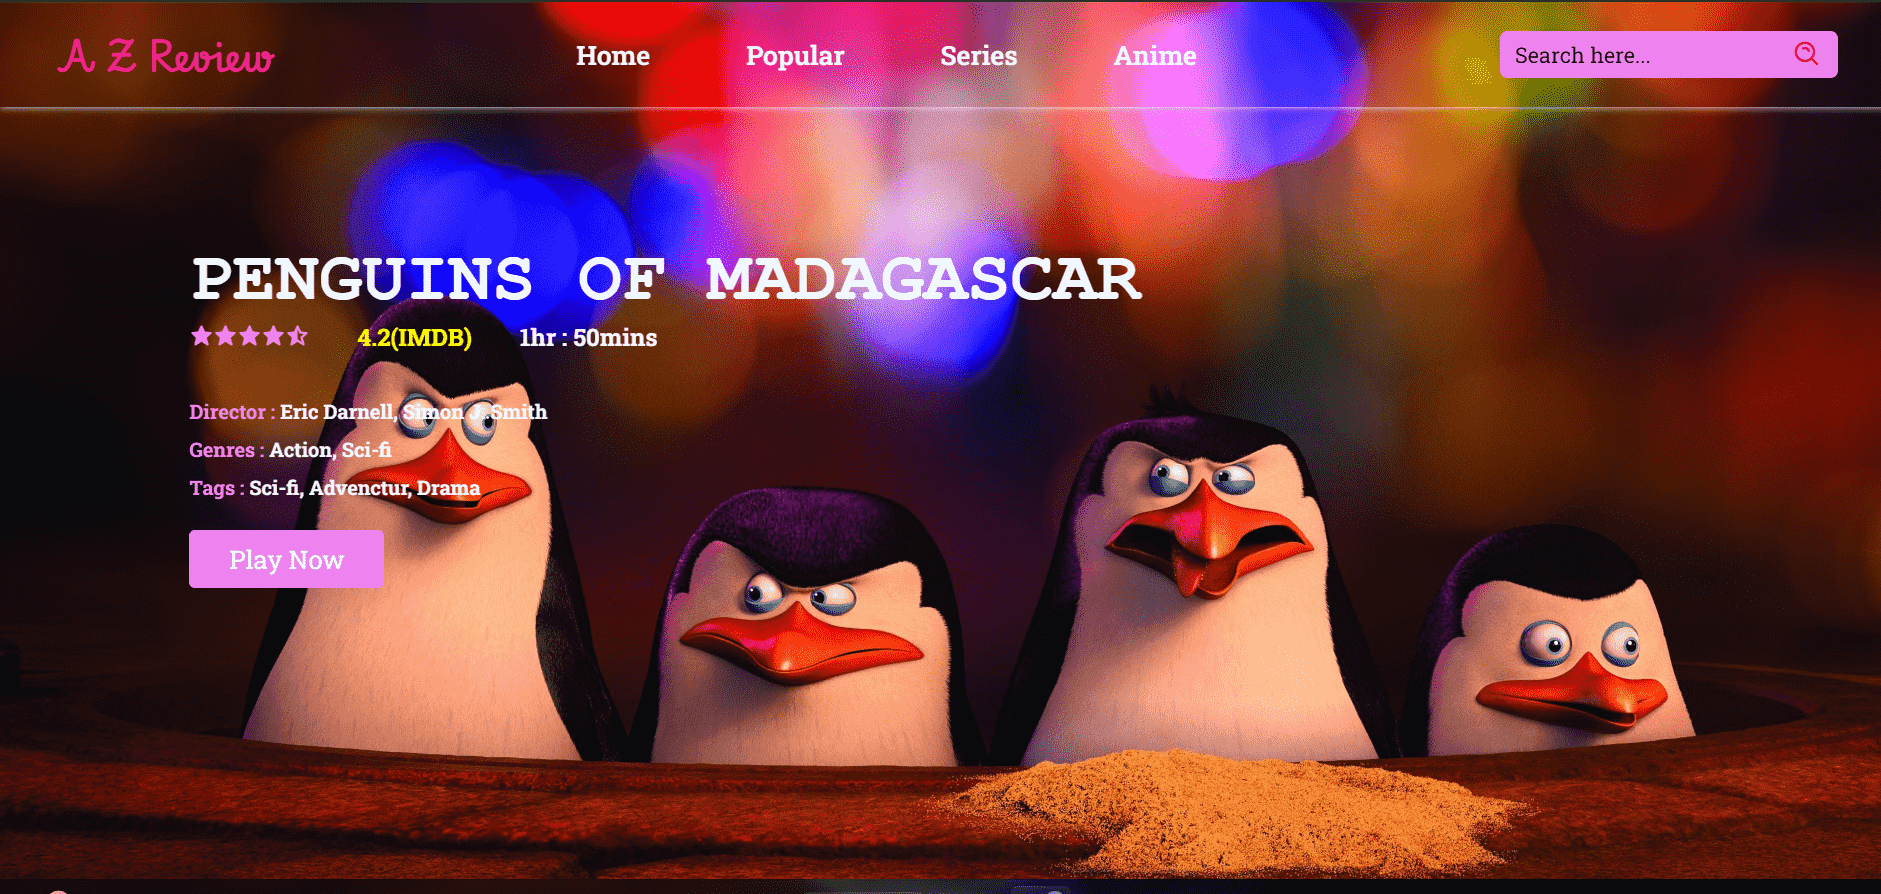 A Z Review
Home Popular Series Anime
Search here...
PENGUINS OF MADAGASCAR
4.2(IMDB) 1hr : 50mins
Director : Eric Darnell, Simon J. Smith
Genres : Action, Sci-fi
Tags : Sci-fi, Advenctur, Drama
Play Now